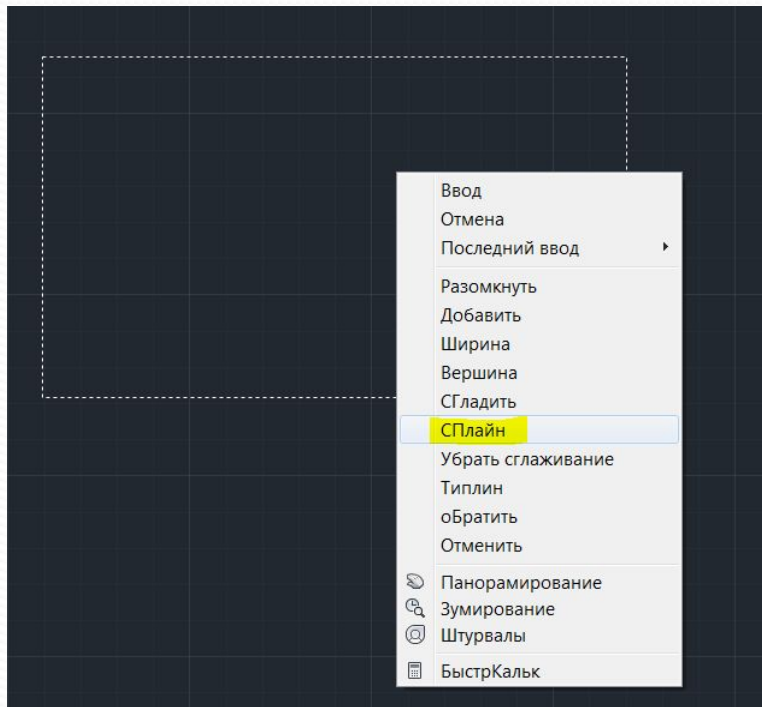 Ввод
Отмена
Последний ввод
Разомкнуть
Добавить
Ширина
Вершина
СГладить
СПлайн
Убрать сглаживание
Типлин
оБратить
Отменить
Панорамирование
Зумирование
Штурвалы
БыстрКальк